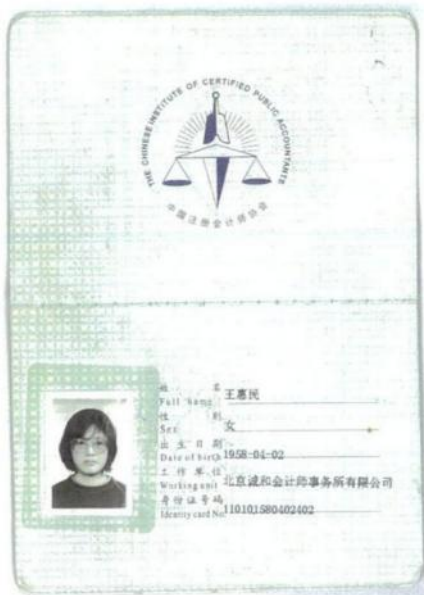 THE CHINESE INSTITUTE OF CERTIFIED PUBLIC ACCOUNTANTS
中国注册会计师协会
姓 名
Full name
王惠民
性 别
Sex
女
出生日期
Date of birth
1958-04-02
工作单位
Working unit
北京诚和会计师事务所有限公司
身份证号码
Identity card No
110101580402402